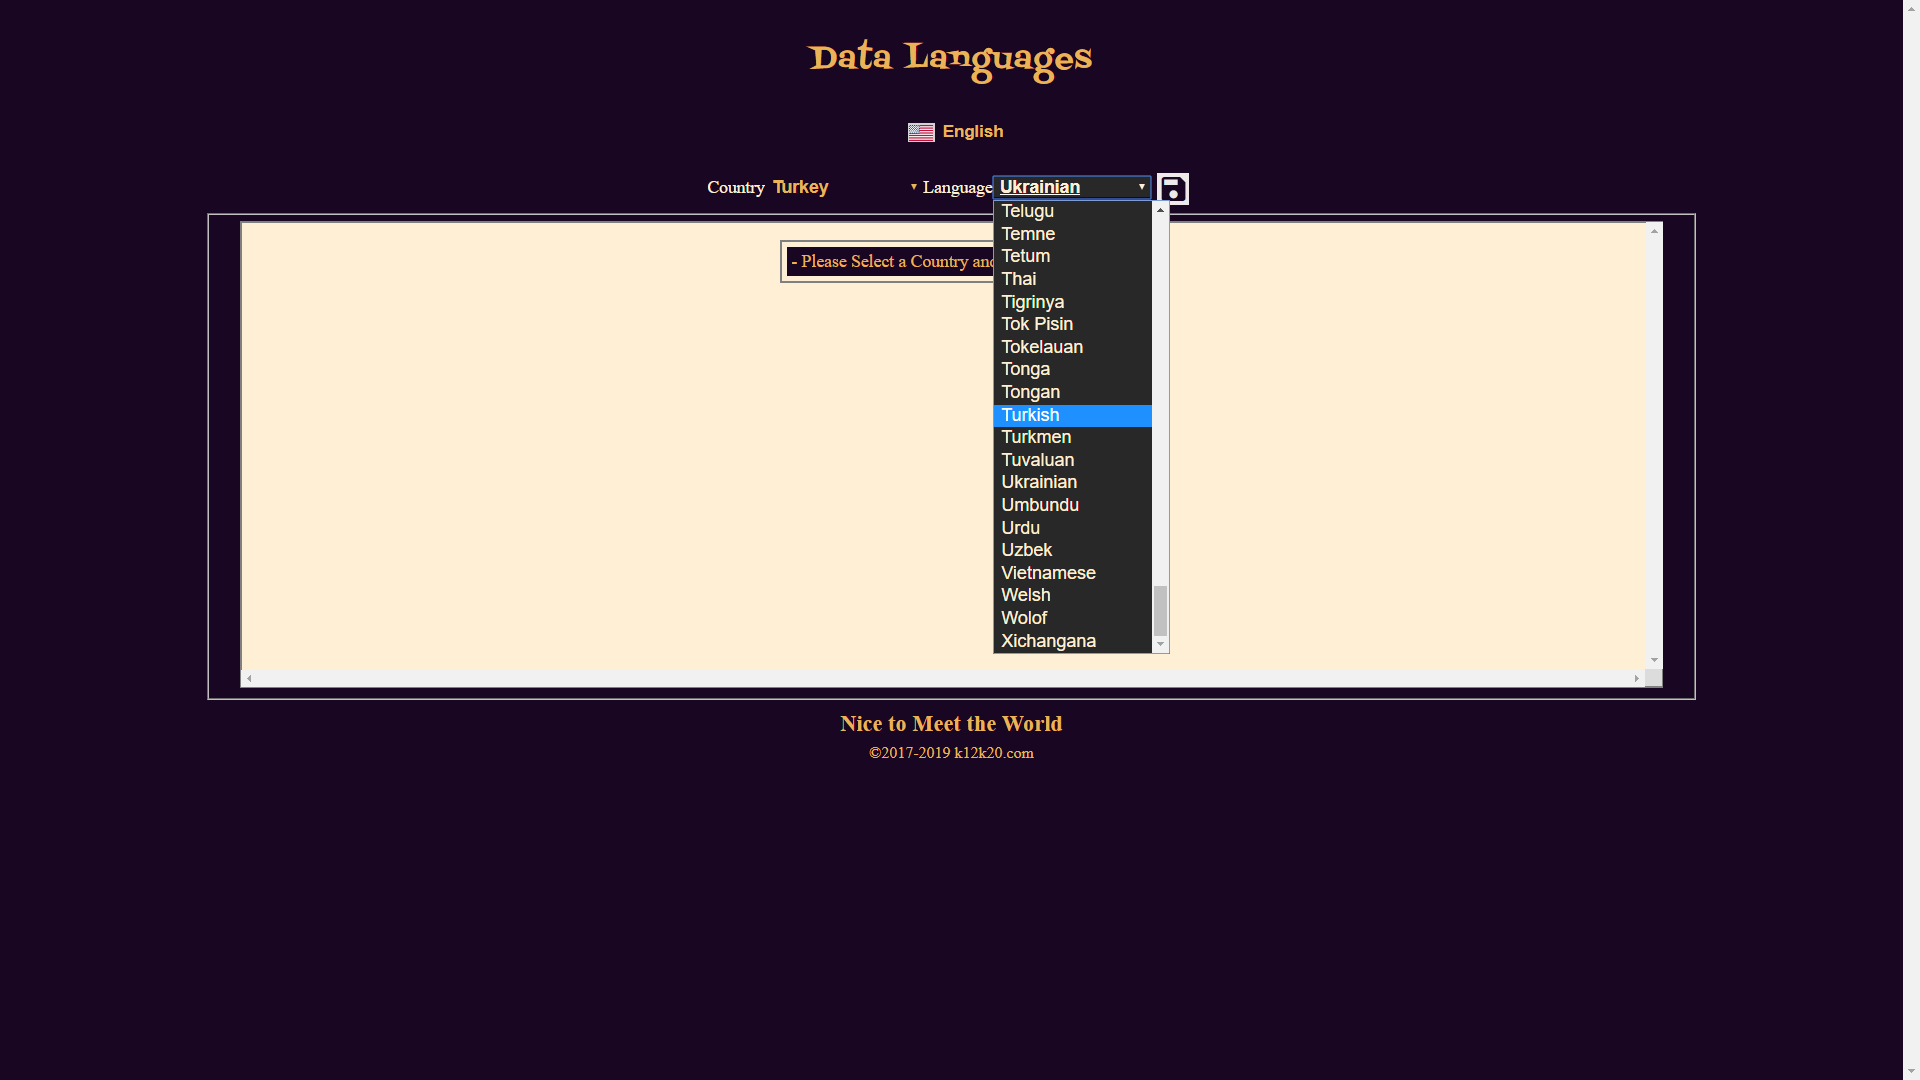 Data Languages
English
Country Turkey Language Ukrainian
- Please Select a Country and
Telugu
Temne
Tetum
Thai
Tigrinya
Tok Pisin
Tokelauan
Tonga
Tongan
Turkish
Turkmen
Tuvaluan
Ukrainian
Umbundu
Urdu
Uzbek
Vietnamese
Welsh
Wolof
Xichangana
Nice to Meet the World
©2017-2019 k12k20.com